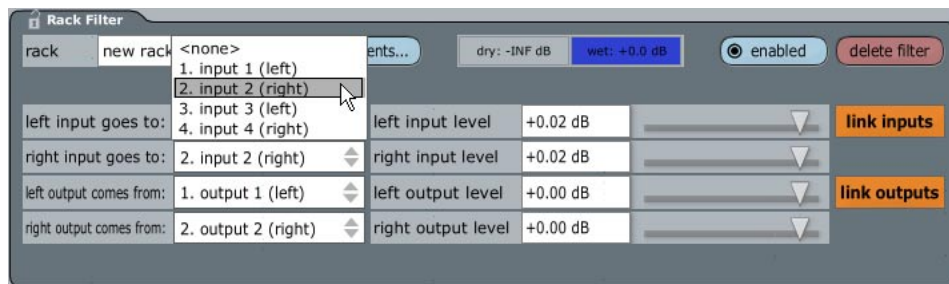 Rack Filter
rack new rack ents... dry: -INF dB wet: +0.0 dB enabled delete filter
<none>
1. input 1 (left)
2. input 2 (right)
3. input 3 (left)
4. input 4 (right)
left input goes to: left input level +0.02 dB link inputs
right input goes to: 2. input 2 (right) right input level +0.02 dB
left output comes from: 1. output 1 (left) left output level +0.00 dB link outputs
right output comes from: 2. output 2 (right) right output level +0.00 dB